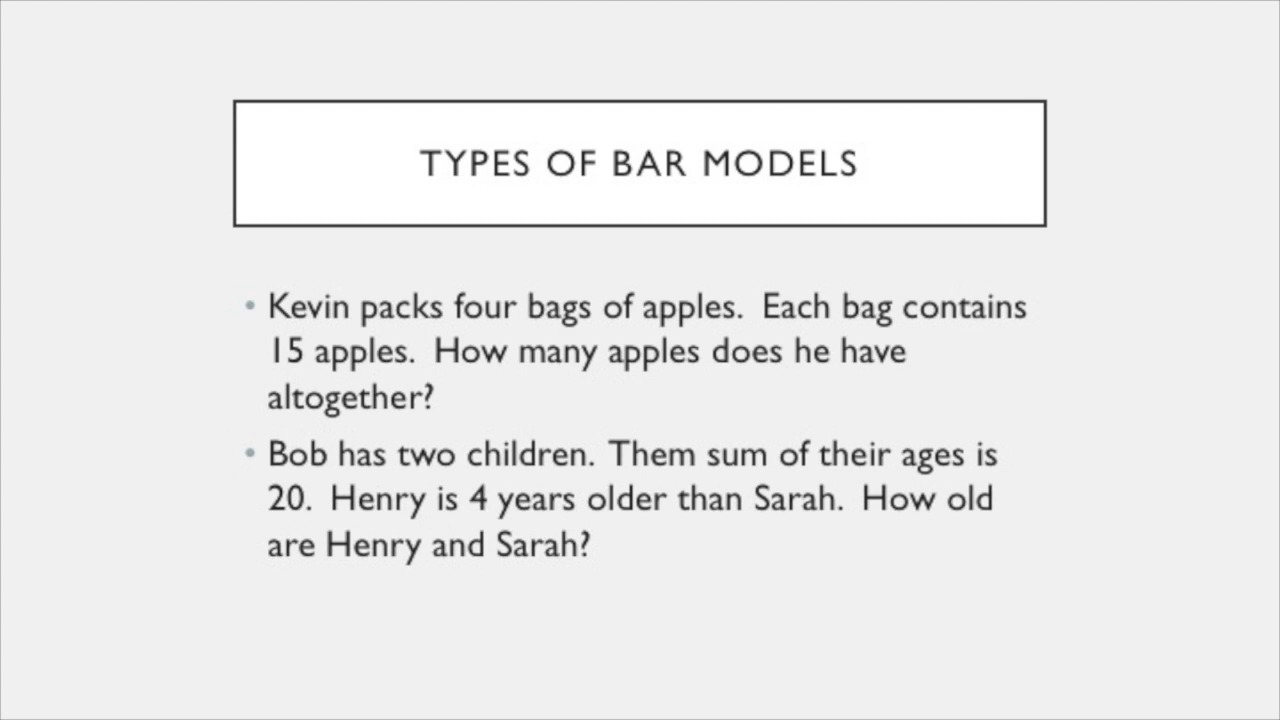 TYPES OF BAR MODELS
• Kevin packs four bags of apples.  Each bag contains
15 apples.  How many apples does he have
altogether?
• Bob has two children. Them sum of their ages is
20.  Henry is 4 years older than Sarah.  How old
are Henry and Sarah?